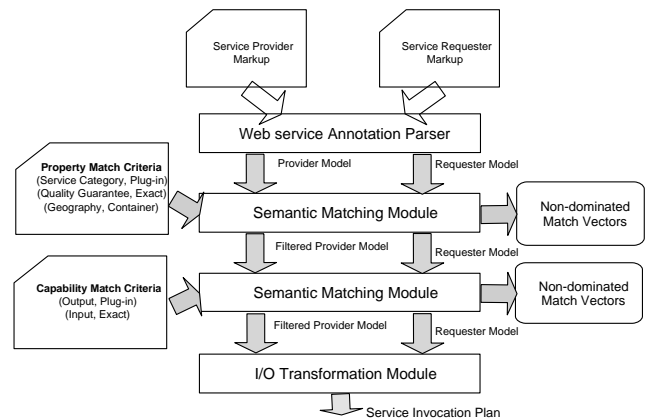 Service Provider
Markup
Service Requester
Markup
Web service Annotation Parser
Provider Model
Requester Model
Property Match Criteria
(Service Category, Plug-in)
(Quality Guarantee, Exact)
(Geography, Container)
Semantic Matching Module
Non-dominated
Match Vectors
Filtered Provider Model
Requester Model
Capability Match Criteria
(Output, Plug-in)
(Input, Exact)
Semantic Matching Module
Non-dominated
Match Vectors
Filtered Provider Model
Requester Model
I/O Transformation Module
Service Invocation Plan